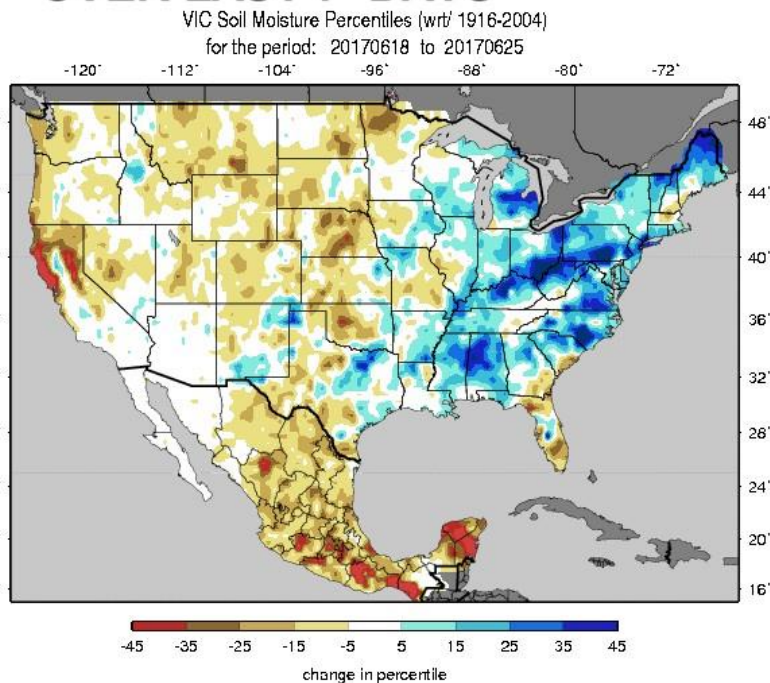 VIC Soil Moisture Percentiles (wrt/ 1916-2004)
for the period: 20170618 to 20170625
-120° -112° -104° -96° -88° -80° -72°
48°
44°
40°
36°
32°
28°
24°
20°
16°
-45 -35 -25 -15 -5 5 15 25 35 45
change in percentile